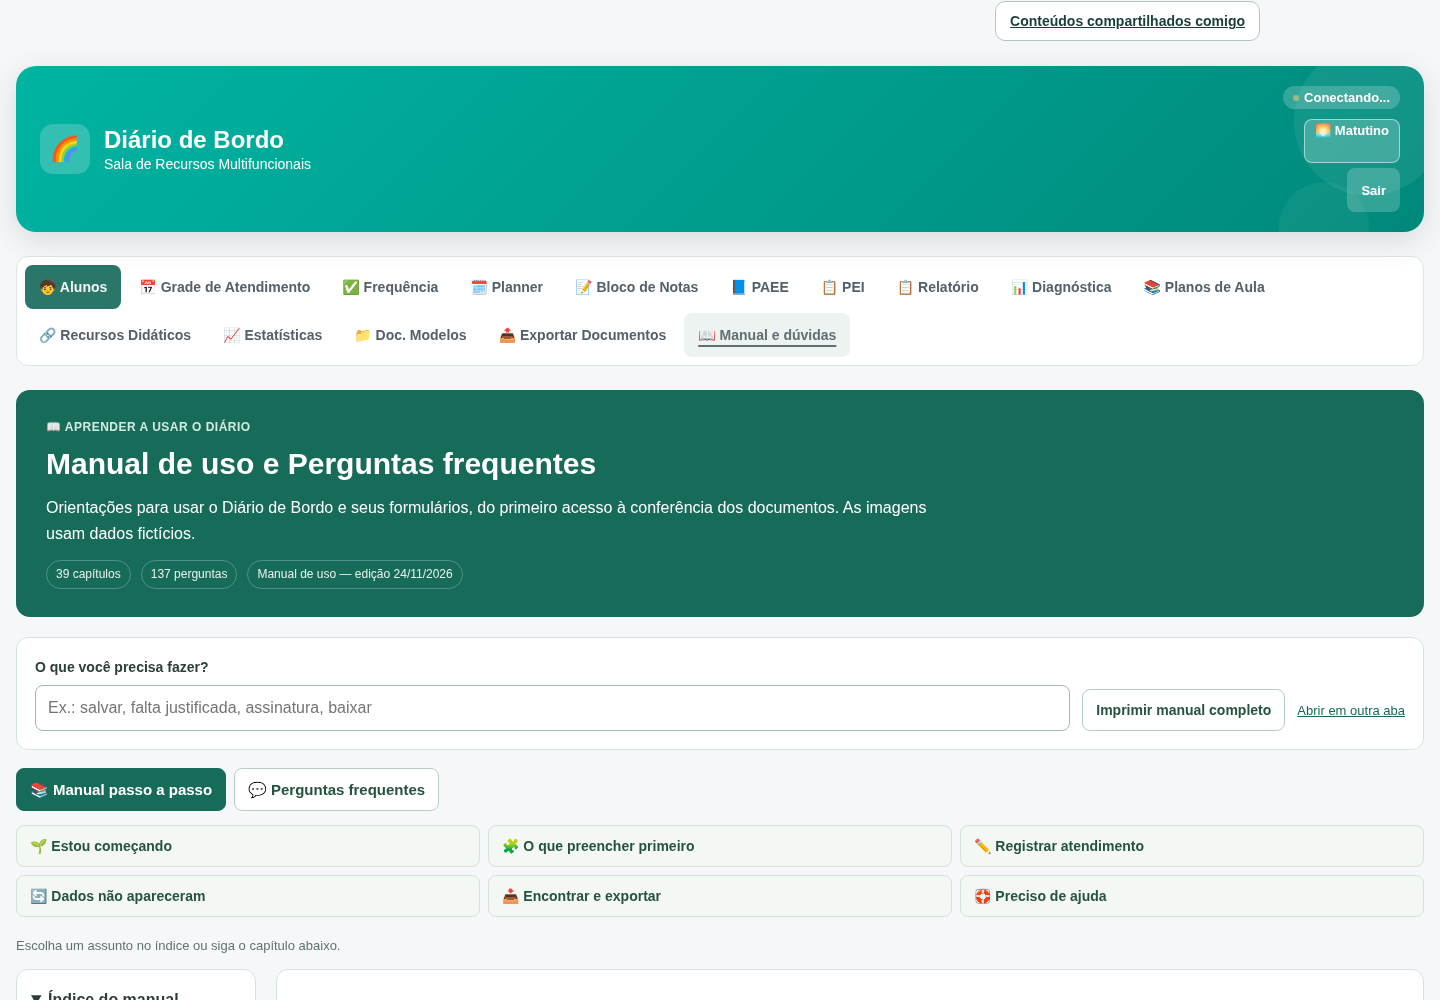 Conteúdos compartilhados comigo
Conectando...
Diário de Bordo
Sala de Recursos Multifuncionais
Matutino
Sair
Alunos
Grade de Atendimento
Frequência
Planner
Bloco de Notas
PAEE
PEI
Relatório
Diagnóstica
Planos de Aula
Recursos Didáticos
Estatísticas
Doc. Modelos
Exportar Documentos
Manual e dúvidas
APRENDER A USAR O DIÁRIO
Manual de uso e Perguntas frequentes
Orientações para usar o Diário de Bordo e seus formulários, do primeiro acesso à conferência dos documentos. As imagens
usam dados fictícios.
39 capítulos
137 perguntas
Manual de uso — edição 24/11/2026
O que você precisa fazer?
Ex.: salvar, falta justificada, assinatura, baixar
Imprimir manual completo
Abrir em outra aba
Manual passo a passo
Perguntas frequentes
Estou começando
O que preencher primeiro
Registrar atendimento
Dados não apareceram
Encontrar e exportar
Preciso de ajuda
Escolha um assunto no índice ou siga o capítulo abaixo.
Índice do manual